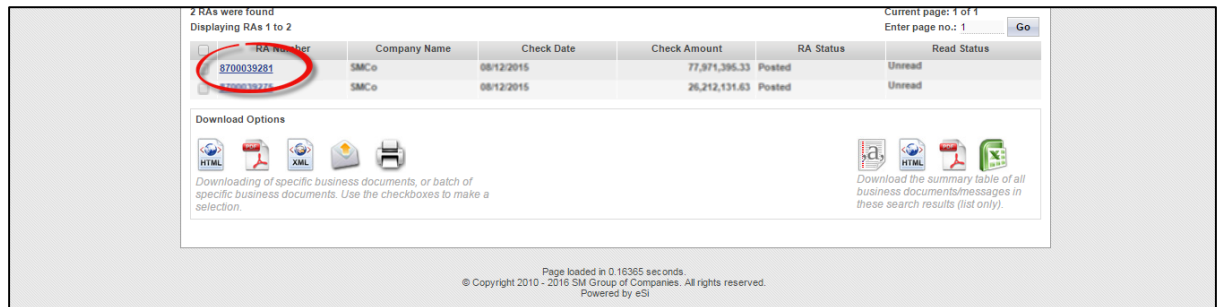 2 RAs were found
Current page: 1 of 1
Displaying RAs 1 to 2
Enter page no.: 1 Go
RA Number Company Name Check Date Check Amount RA Status Read Status
8700039281 SMCo 08/12/2015 77,971,395.33 Posted Unread
8700039275 SMCo 08/12/2015 26,212,131.63 Posted Unread
Download Options
HTML XML
a, HTML
Downloading of specific business documents, or batch of
specific business documents. Use the checkboxes to make a
selection.
Download the summary table of all
business documents/messages in
these search results (list only).
Page loaded in 0.16365 seconds.
© Copyright 2010 - 2016 SM Group of Companies. All rights reserved.
Powered by eSi